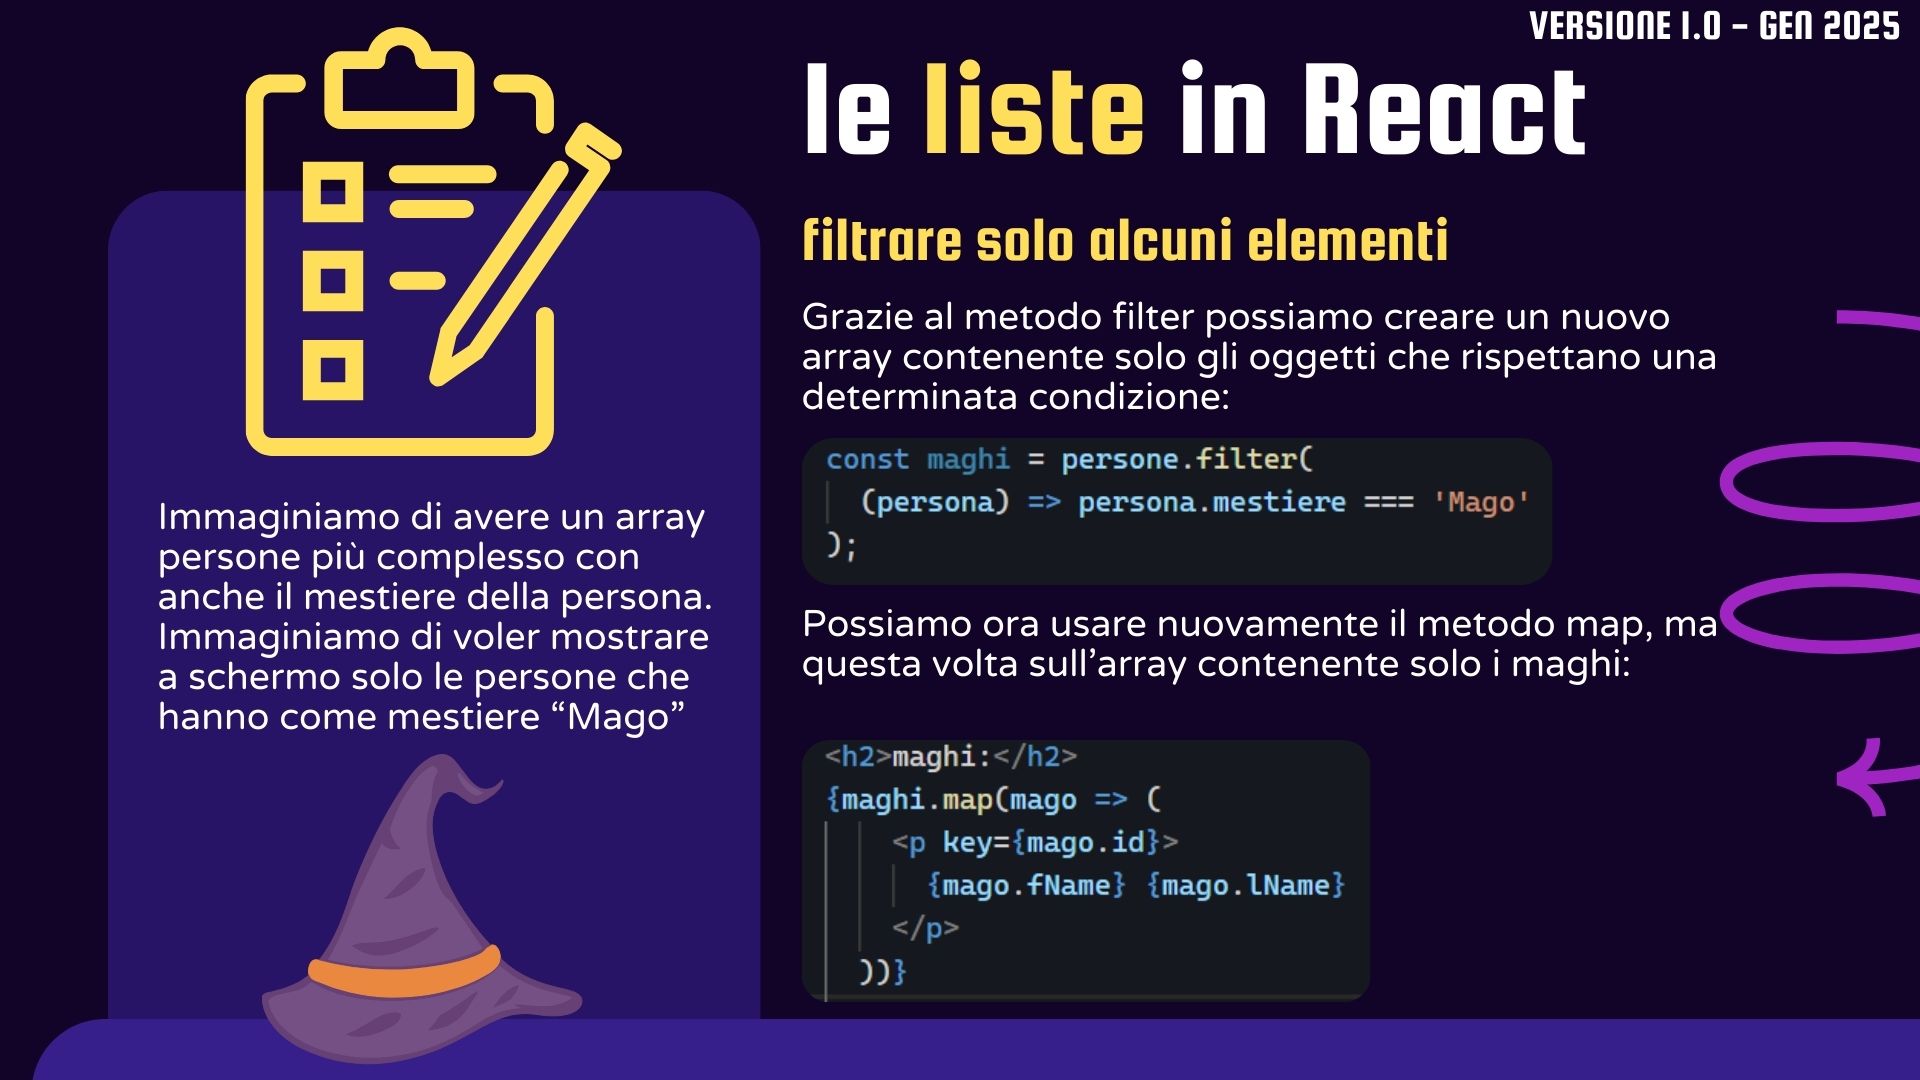 VERSIONE 1.0 - GEN 2025
le liste in React
filtrare solo alcuni elementi
Grazie al metodo filter possiamo creare un nuovo
array contenente solo gli oggetti che rispettano una
determinata condizione:
const maghi = persone.filter(
(persona) => persona.mestiere === 'Mago'
);
Possiamo ora usare nuovamente il metodo map, ma
questa volta sull’array contenente solo i maghi:
<h2>maghi:</h2>
{maghi.map(mago => (
<p key={mago.id}>
{mago.fName} {mago.lName}
</p>
))}
Immaginiamo di avere un array
persone più complesso con
anche il mestiere della persona.
Immaginiamo di voler mostrare
a schermo solo le persone che
hanno come mestiere “Mago”